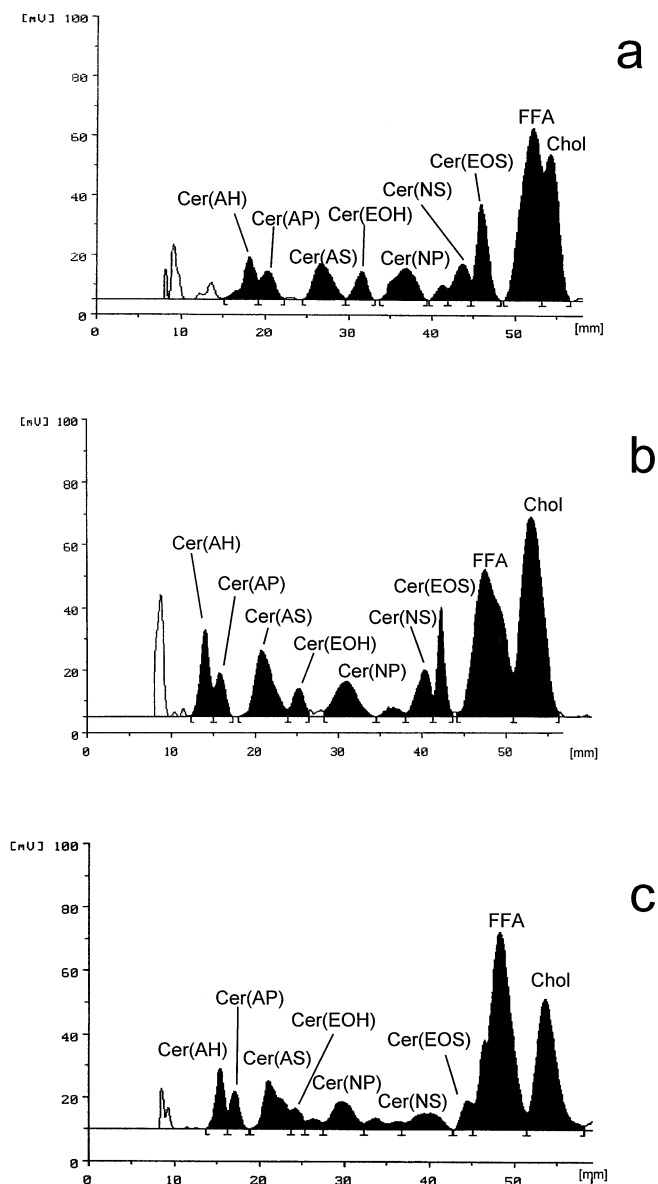 [mV] 100
a
80
FFA
60
Chol
Cer(EOS)
40
Cer(NS)
Cer(AH)
Cer(AP)
Cer(EOH)
20
Cer(AS)
Cer(NP)
0
0 10 20 30 40 50 [mm]
[mV] 100
b
80
Chol
60
Cer(AH)
FFA
Cer(AP)
Cer(EOS)
40
Cer(AS)
Cer(NS)
Cer(EOH)
Cer(NP)
20
0
0 10 20 30 40 50 [mm]
[mV] 100
c
80
FFA
60
Cer(AP)
Chol
Cer(EOH)
40
Cer(EOS)
Cer(AH)
Cer(AS)
Cer(NP)
Cer(NS)
20
0
0 10 20 30 40 50 [mm]